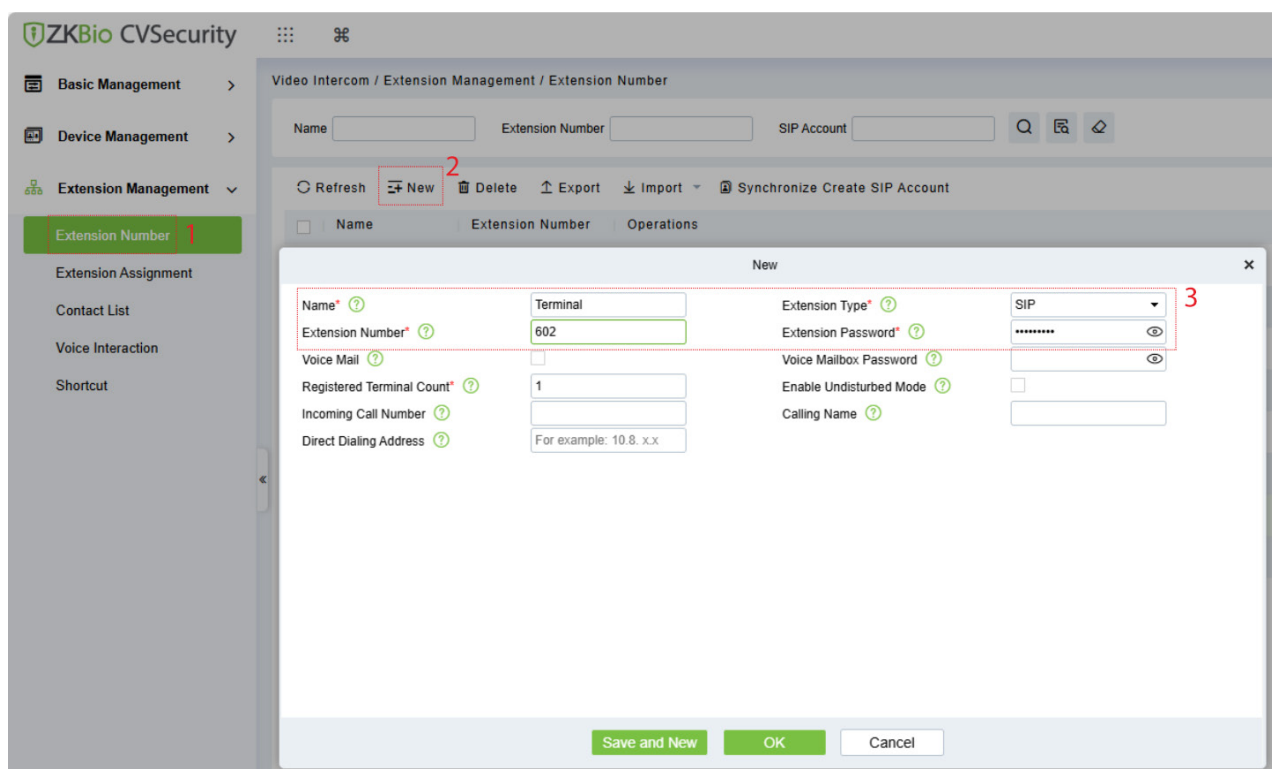 ZKBio CVSecurity
Basic Management
Device Management
Extension Management
Extension Number 1
Extension Assignment
Contact List
Voice Interaction
Shortcut
Video Intercom / Extension Management / Extension Number
Name Extension Number SIP Account
2
Refresh New Delete Export Import Synchronize Create SIP Account
Name Extension Number Operations
New
Name* Terminal Extension Type* SIP 3
Extension Number* 602 Extension Password* •••••••••
Voice Mail Voice Mailbox Password
Registered Terminal Count* 1 Enable Undisturbed Mode
Incoming Call Number Calling Name
Direct Dialing Address For example: 10.8. x.x
Save and New OK Cancel